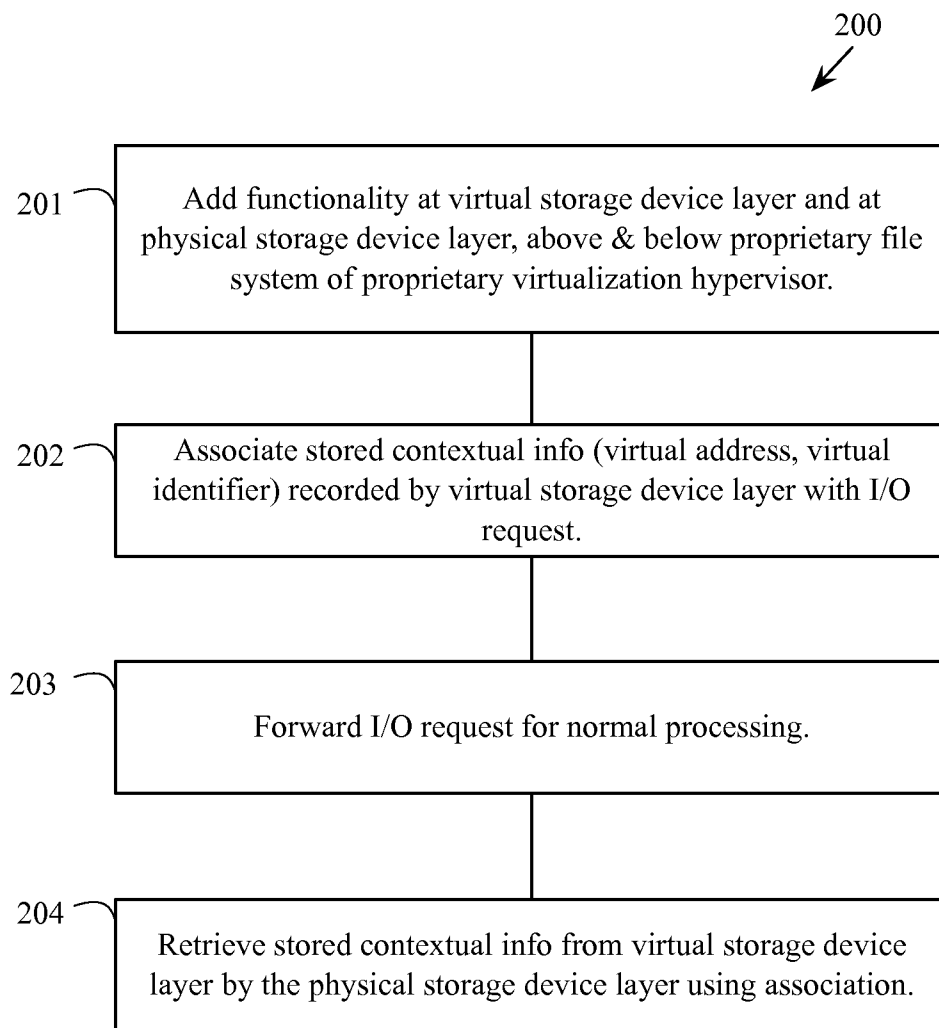 200
201
Add functionality at virtual storage device layer and at
physical storage device layer, above & below proprietary file
system of proprietary virtualization hypervisor.
202
Associate stored contextual info (virtual address, virtual
identifier) recorded by virtual storage device layer with I/O
request.
203
Forward I/O request for normal processing.
204
Retrieve stored contextual info from virtual storage device
layer by the physical storage device layer using association.